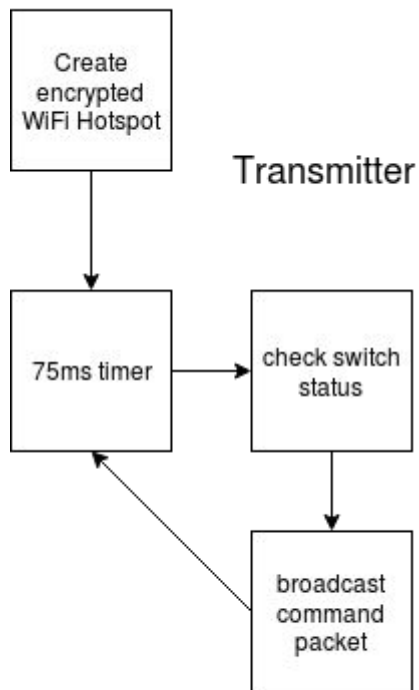 Create
encrypted
WiFi Hotspot
Transmitter
75ms timer
check switch
status
broadcast
command
packet